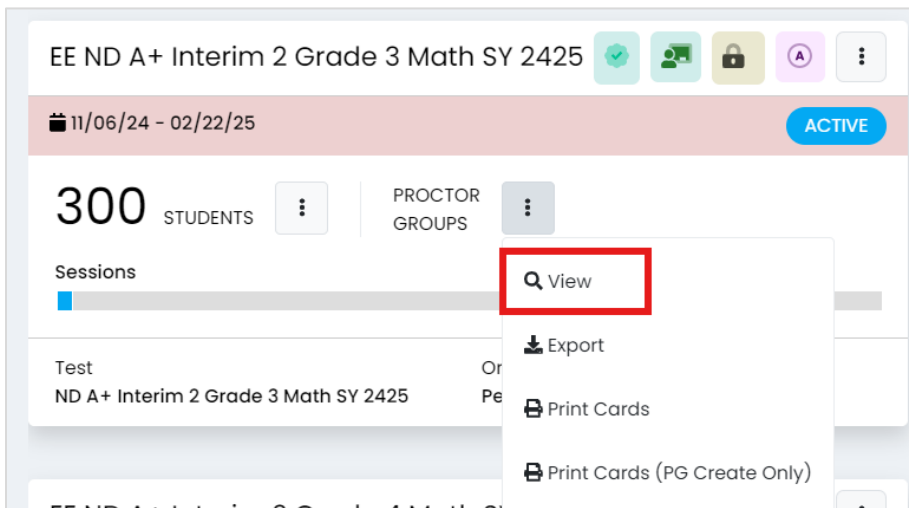 EE ND A+ Interim 2 Grade 3 Math SY 2425
A
11/06/24 - 02/22/25
ACTIVE
300 STUDENTS
PROCTOR
GROUPS
Sessions
View
Export
Print Cards
Print Cards (PG Create Only)
Test
ND A+ Interim 2 Grade 3 Math SY 2425
Or
Pe